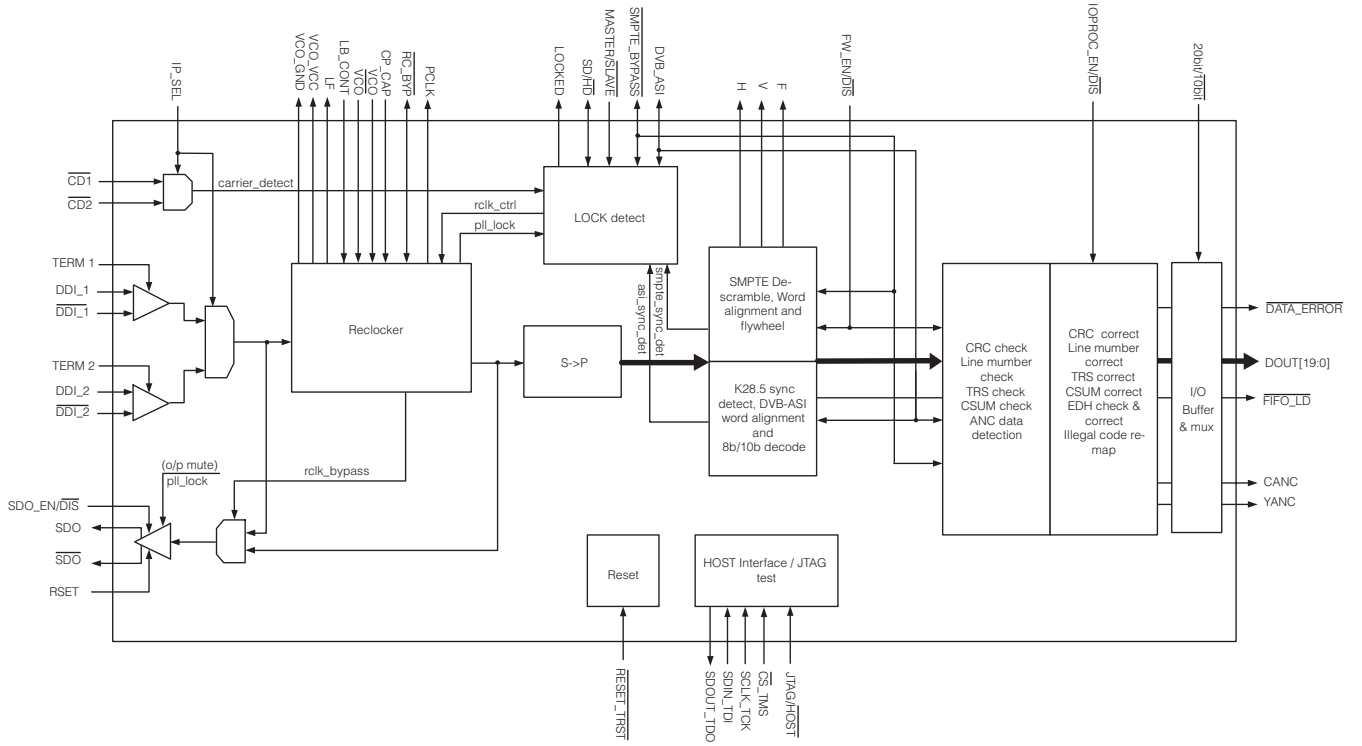 IP_SEL
VCO_GND
VCO_VCC
LF
LB_CONT
VCO
VCO
CP_CAP
RC_BYP
PCLK
LOCKED
SD/HD
MASTER/SLAVE
SMPTE_BYPASS
DVB_ASI
H
V
F
FW_EN/DIS
IOPROC_EN/DIS
20bit/10bit
CD1
CD2
carrier_detect
rclk_ctrl
pll_lock
LOCK detect
TERM 1
DDI_1
DDI_1
TERM 2
DDI_2
DDI_2
Reclocker
S->P
asi_sync_det
smpte_sync_det
SMPTE De-
scramble, Word
alignment and
flywheel
K28.5 sync
detect, DVB-ASI
word alignment
and
8b/10b decode
CRC check
Line number
check
TRS check
CSUM check
ANC data
detection
CRC correct
Line number
correct
TRS correct
CSUM correct
EDH check &
correct
Illegal code re-
map
I/O
Buffer
& mux
DATA_ERROR
DOUT[19:0]
FIFO_LD
CANC
YANC
rclk_bypass
(o/p mute)
pll_lock
SDO_EN/DIS
SDO
SDO
RSET
Reset
HOST Interface / JTAG
test
RESET_TRST
SDOUT_TDO
SDIN_TDI
SCLK_TCK
CS_TMS
JTAG/HOST